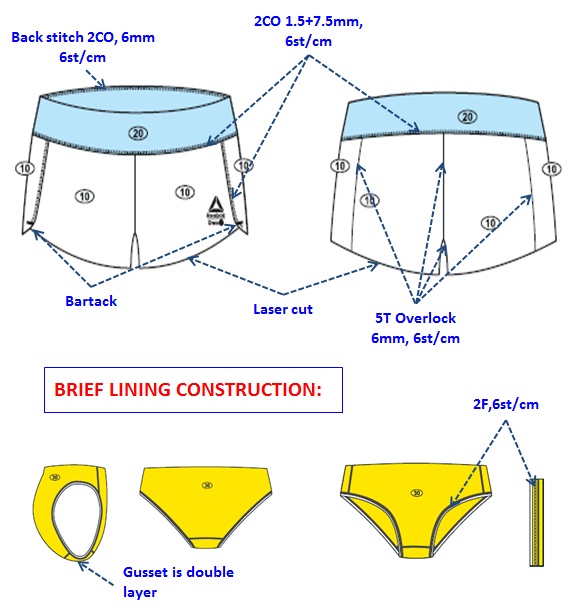 Back stitch 2CO, 6mm
6st/cm
2CO 1.5+7.5mm,
6st/cm
20
20
10
10
10
10
10
10
10
10
Reebok
Bartack
Laser cut
5T Overlock
6mm, 6st/cm
BRIEF LINING CONSTRUCTION:
2F,6st/cm
30
30
30
Gusset is double
layer